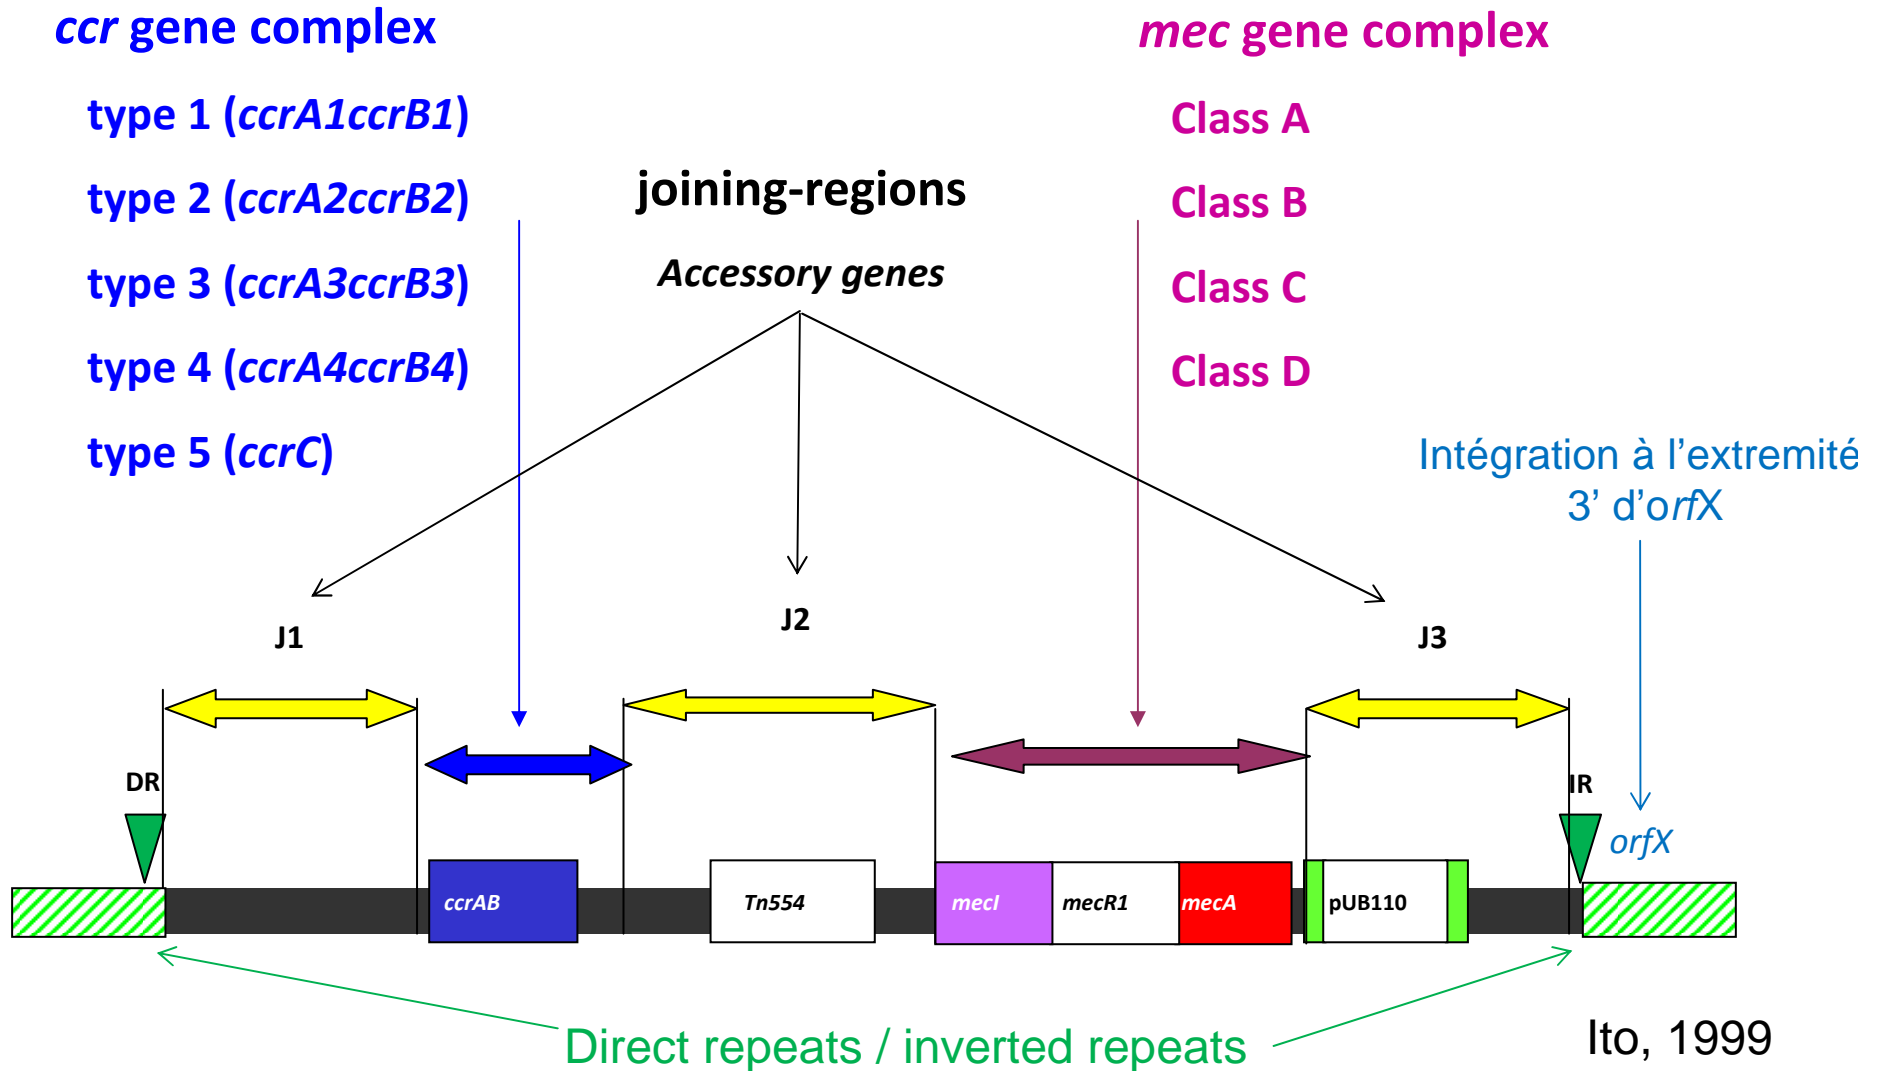 ccr gene complex
type 1 (ccrA1ccrB1)
type 2 (ccrA2ccrB2)
type 3 (ccrA3ccrB3)
type 4 (ccrA4ccrB4)
type 5 (ccrC)
joining-regions
Accessory genes
mec gene complex
Class A
Class B
Class C
Class D
Intégration à l’extremité
3’ d’orfX
J1
J2
J3
DR
IR
orfX
ccrAB
Tn554
mecI
mecR1
mecA
pUB110
Direct repeats / inverted repeats
Ito, 1999